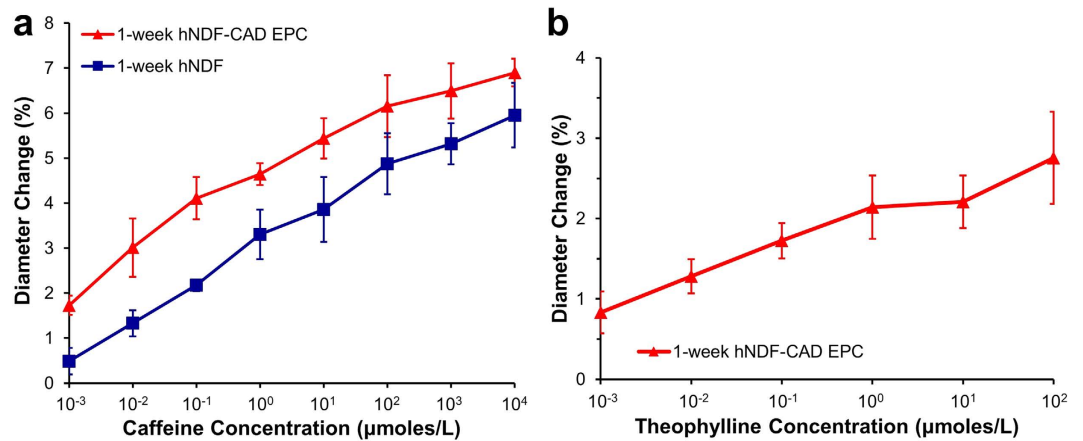 a
1-week hNDF-CAD EPC
1-week hNDF
Diameter Change (%)
8
7
6
5
4
3
2
1
0
10⁻³ 10⁻² 10⁻¹ 10⁰ 10¹ 10² 10³ 10⁴
Caffeine Concentration (µmoles/L)
b
Diameter Change (%)
4
3
2
1
0
1-week hNDF-CAD EPC
10⁻³ 10⁻² 10⁻¹ 10⁰ 10¹ 10²
Theophylline Concentration (µmoles/L)